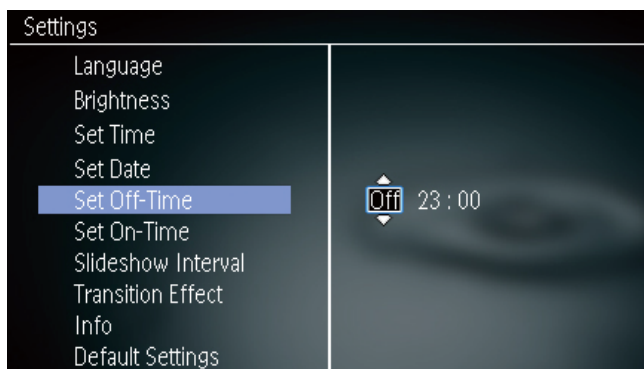 Settings
Language
Brightness
Set Time
Set Date
Set Off-Time
Off 23 : 00
Set On-Time
Slideshow Interval
Transition Effect
Info
Default Settings